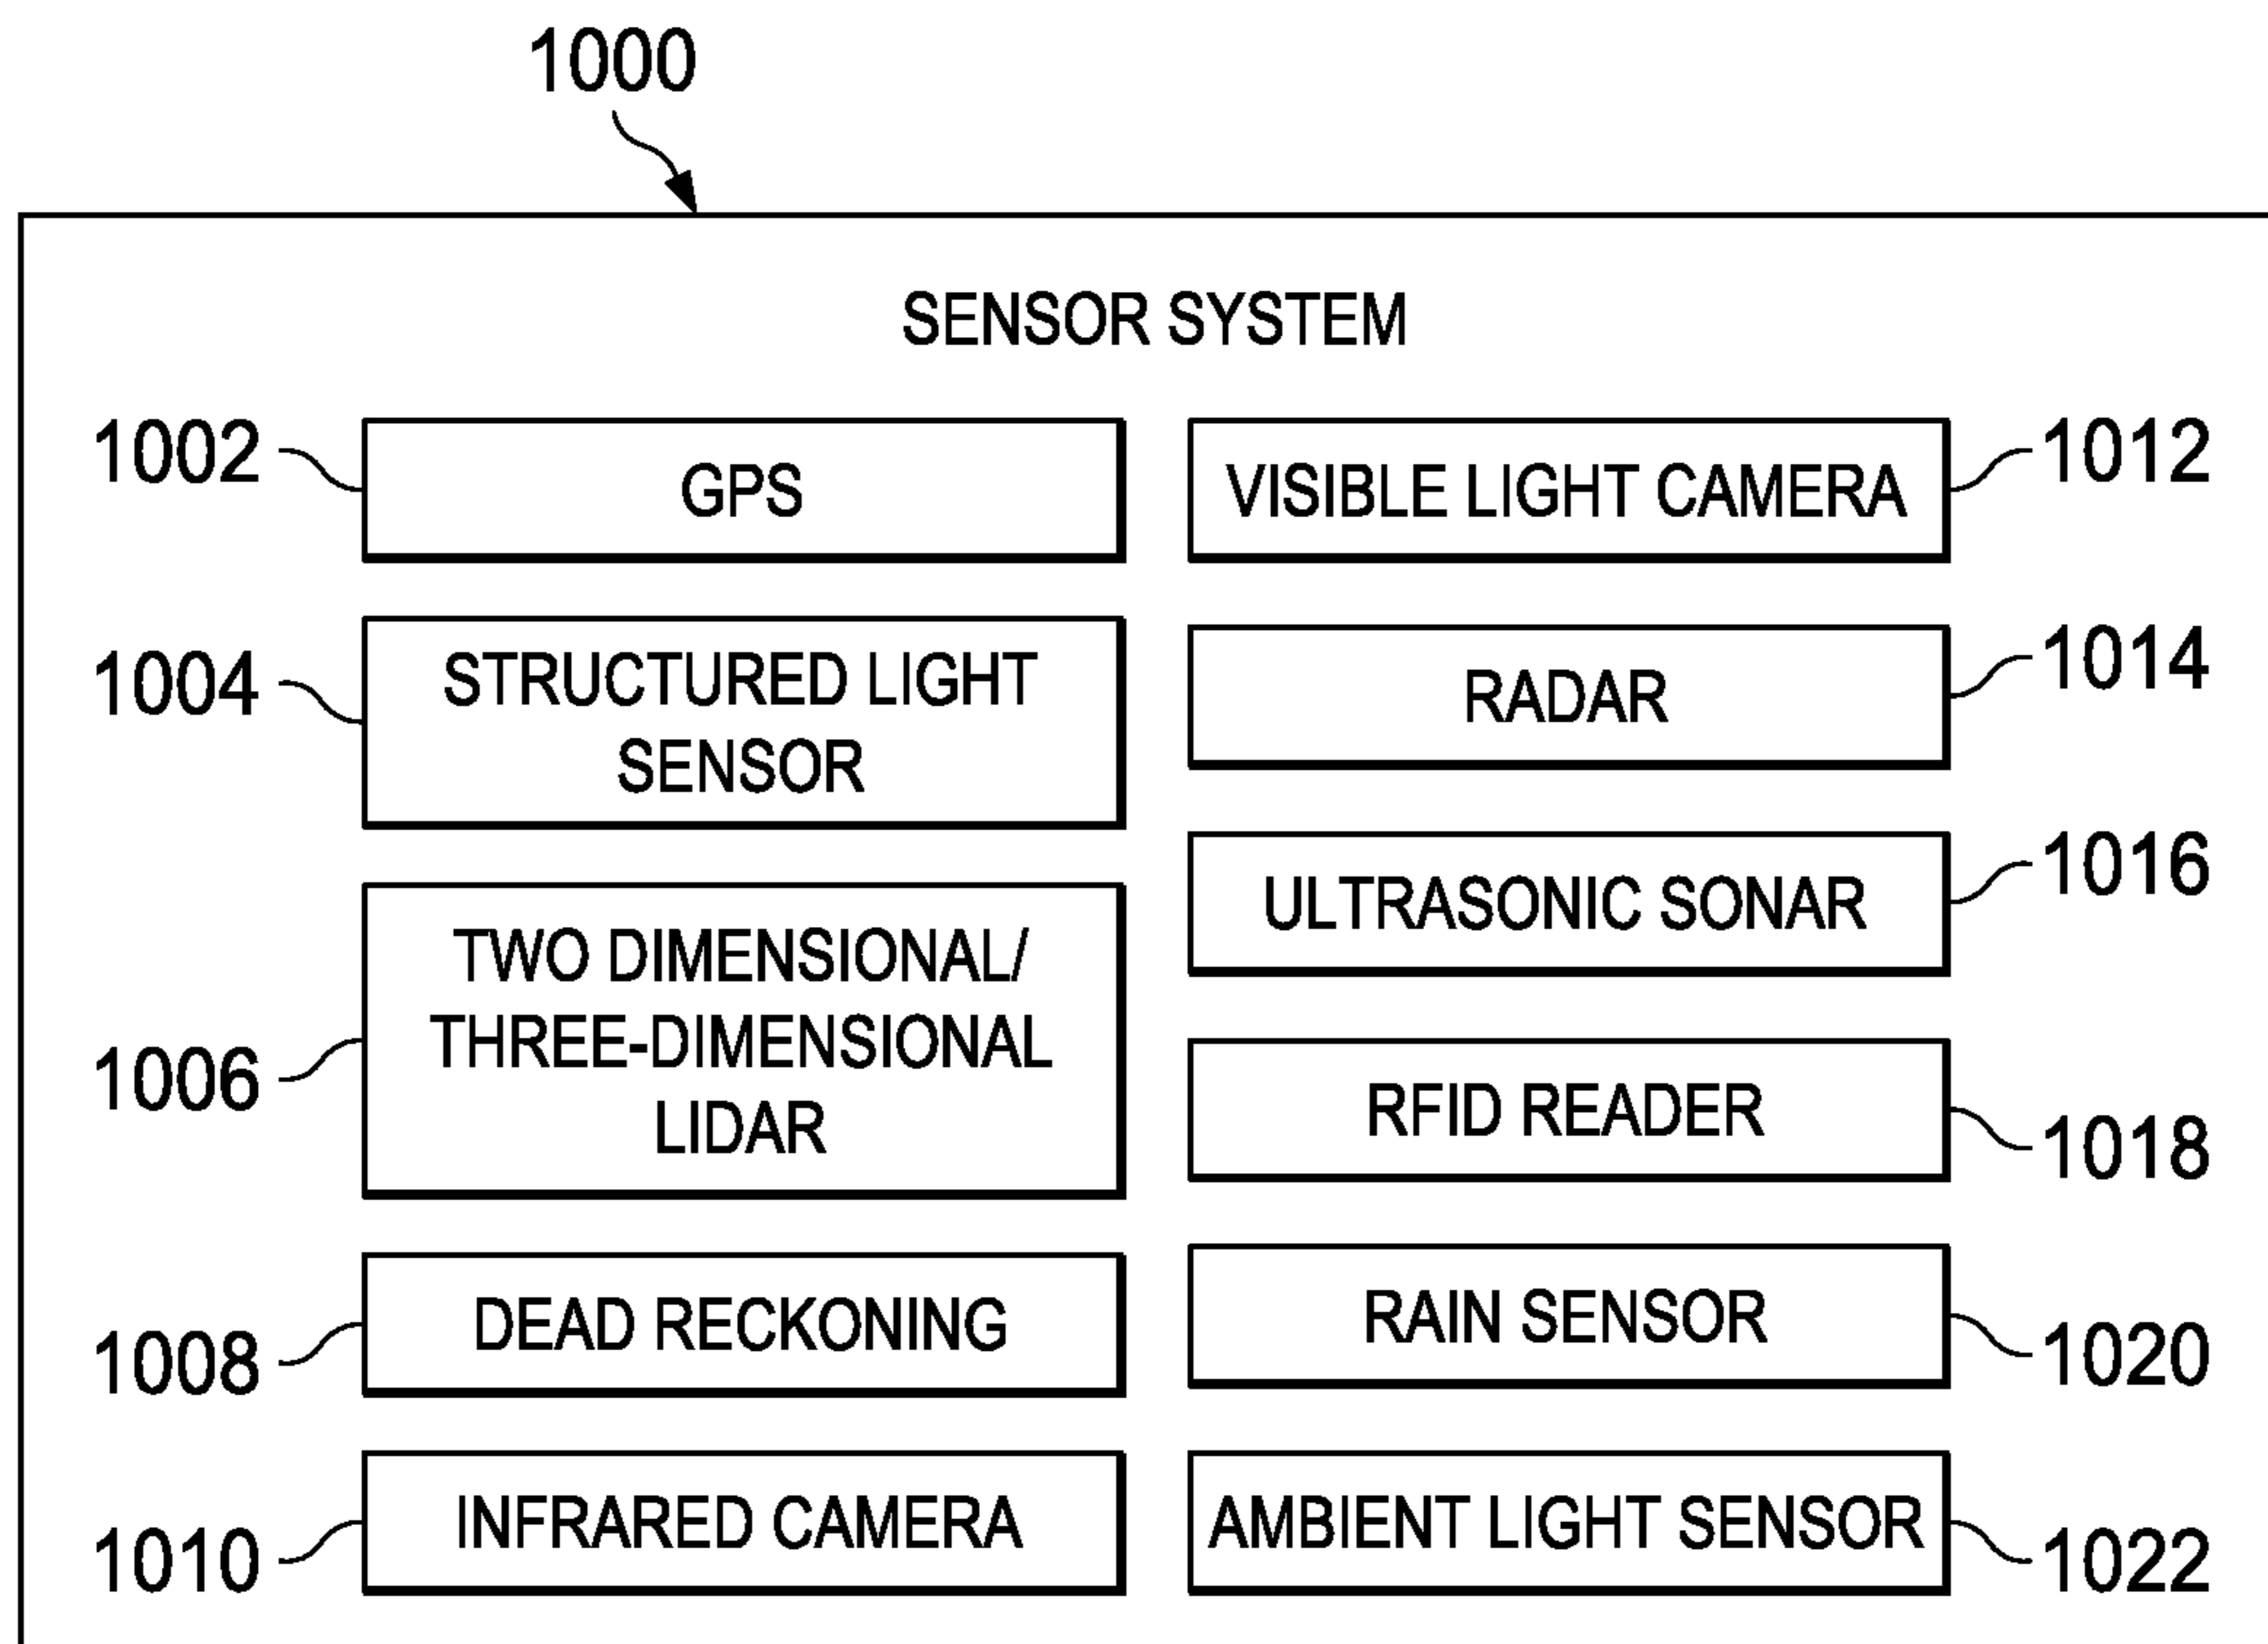 1000
SENSOR SYSTEM
1002
GPS
1004
STRUCTURED LIGHT
SENSOR
1006
TWO DIMENSIONAL/
THREE-DIMENSIONAL
LIDAR
1008
DEAD RECKONING
1010
INFRARED CAMERA
VISIBLE LIGHT CAMERA
1012
RADAR
1014
ULTRASONIC SONAR
1016
RFID READER
1018
RAIN SENSOR
1020
AMBIENT LIGHT SENSOR
1022